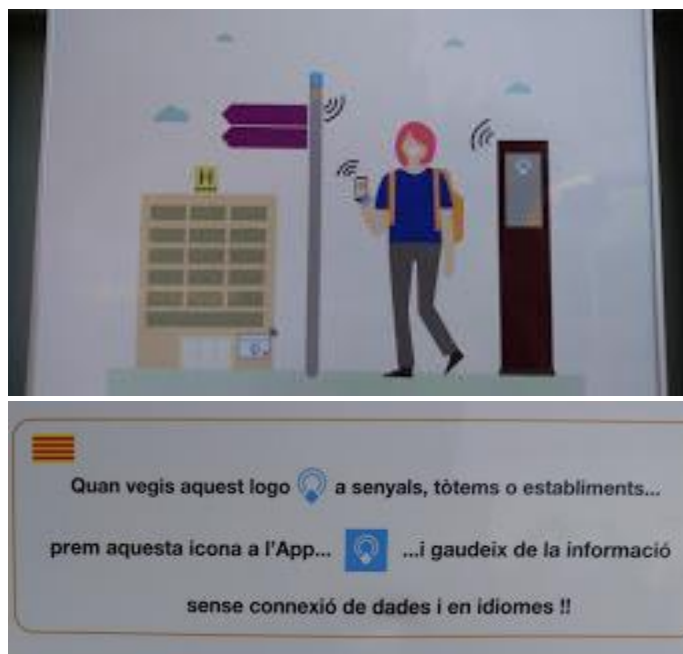 H
Quan vegis aquest logo a senyals, tòtems o establiments...
prem aquesta icona a l'App... ...i gaudeix de la informació
sense connexió de dades i en idiomes !!